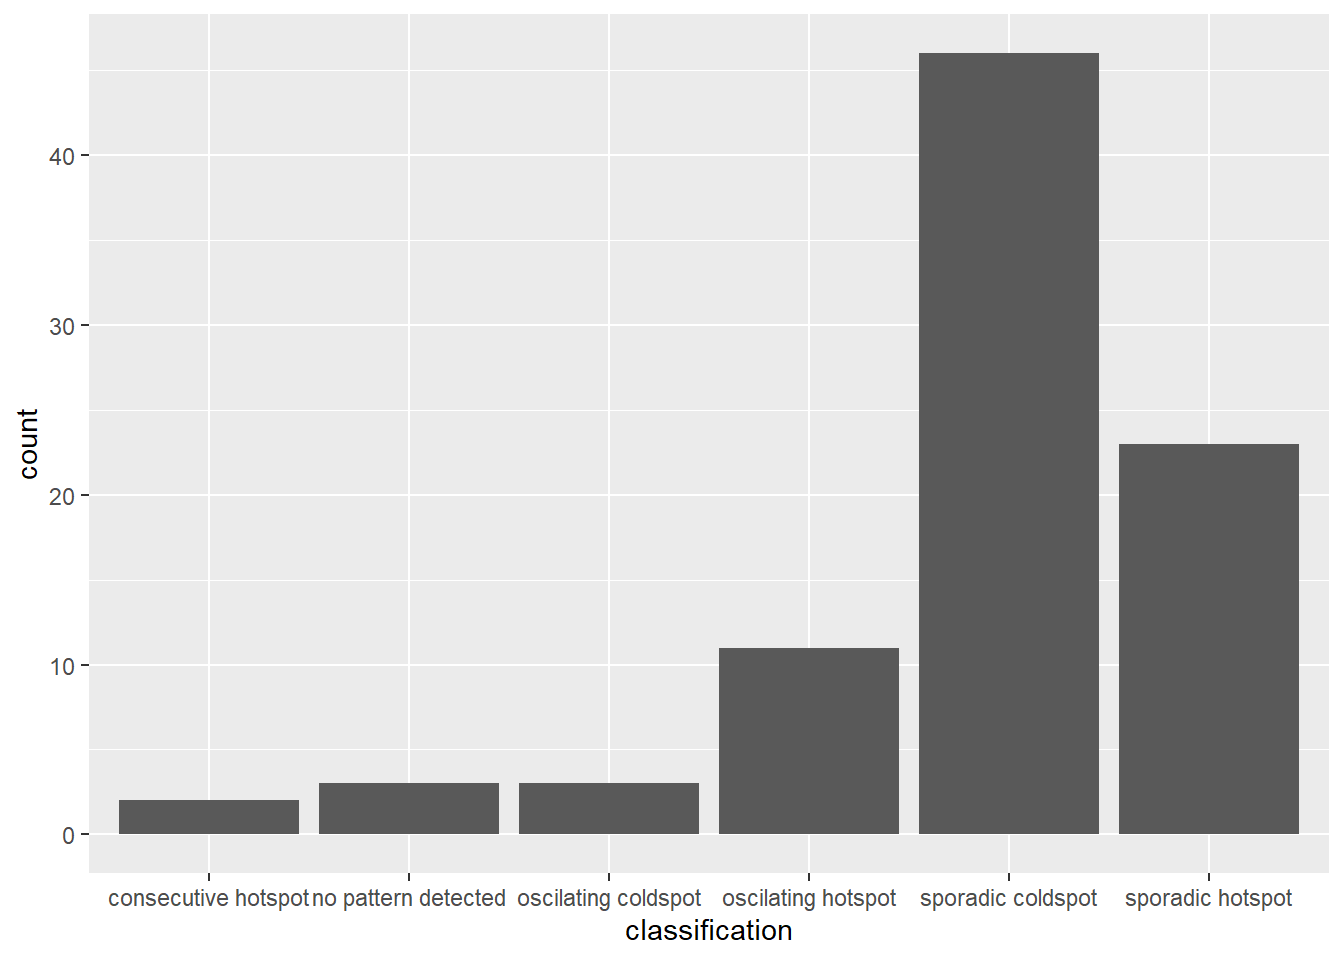 count
40
30
20
10
0
consecutive hotspot no pattern detected oscilating coldspot oscilating hotspot sporadic coldspot sporadic hotspot
classification